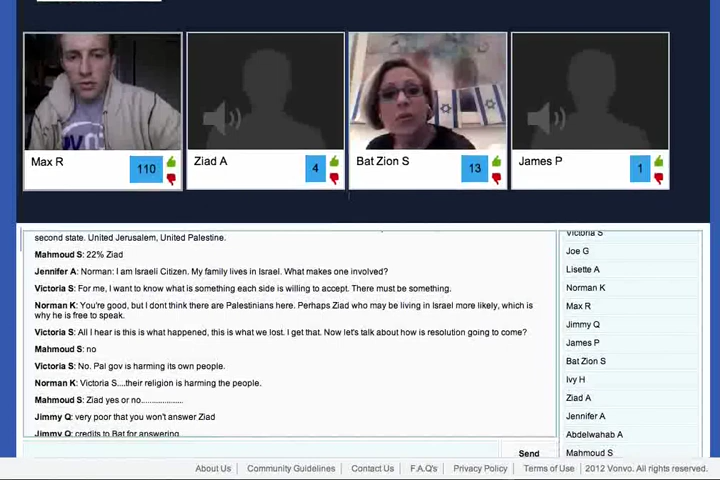 Max R
110
Ziad A
4
Bat Zion S
13
James P
1
second state. United Jerusalem, United Palestine.
Mahmoud S: 22% Ziad
Jennifer A: Norman: I am Israeli Citizen. My family lives in Israel. What makes one involved?
Victoria S: For me, I want to know what is something each side is willing to accept. There must be something.
Norman K: You're good, but I dont think there are Palestinians here. Perhaps Ziad who may be living in Israel more likely, which is
why he is free to speak.
Victoria S: All I hear is this is what happened, this is what we lost. I get that. Now let's talk about how is resolution going to come?
Mahmoud S: no
Victoria S: No. Pal gov is harming its own people.
Norman K: Victoria S....their religion is harming the people.
Mahmoud S: Ziad yes or no.....................
Jimmy Q: very poor that you won't answer Ziad
Jimmy Q: credits to Bat for answering
Send
Victoria S
Joe G
Lisette A
Norman K
Max R
Jimmy Q
James P
Bat Zion S
Ivy H
Ziad A
Jennifer A
Abdelwahab A
Mahmoud S
About Us | Community Guidelines | Contact Us | F.A.Q's | Privacy Policy | Terms of Use | 2012 Vonvo. All rights reserved.